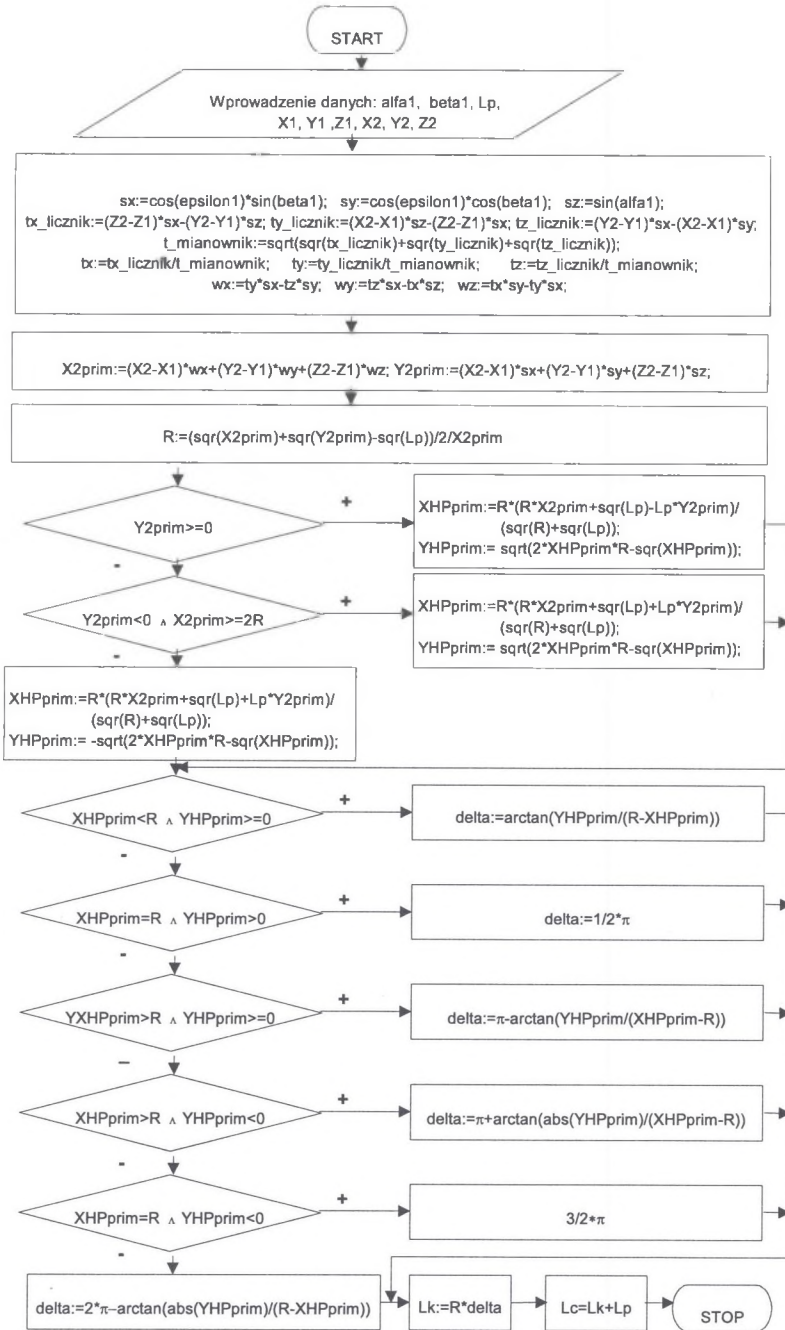 START
Wprowadzenie danych: alfa1, beta1, Lp,
X1, Y1 ,Z1, X2, Y2, Z2
sx:=cos(epsilon1)*sin(beta1); sy:=cos(epsilon1)*cos(beta1); sz:=sin(alfa1);
tx_licznik:=(Z2-Z1)*sx-(Y2-Y1)*sz; ty_licznik:=(X2-X1)*sz-(Z2-Z1)*sx; tz_licznik:=(Y2-Y1)*sx-(X2-X1)*sy;
t_mianownik:=sqrt(sqr(tx_licznik)+sqr(ty_licznik)+sqr(tz_licznik));
tx:=tx_licznik/t_mianownik; ty:=ty_licznik/t_mianownik; tz:=tz_licznik/t_mianownik;
wx:=ty*sx-tz*sy; wy:=tz*sx-tx*sz; wz:=tx*sy-ty*sx;
X2prim:=(X2-X1)*wx+(Y2-Y1)*wy+(Z2-Z1)*wz; Y2prim:=(X2-X1)*sx+(Y2-Y1)*sy+(Z2-Z1)*sz;
R:=(sqr(X2prim)+sqr(Y2prim)-sqr(Lp))/2/X2prim
Y2prim>=0
+
XHPprim:=R*(R*X2prim+sqr(Lp)-Lp*Y2prim)/
(sqr(R)+sqr(Lp));
YHPprim:= sqrt(2*XHPprim*R-sqr(XHPprim));
-
Y2prim<0 ∧ X2prim>=2R
+
XHPprim:=R*(R*X2prim+sqr(Lp)+Lp*Y2prim)/
(sqr(R)+sqr(Lp));
YHPprim:= sqrt(2*XHPprim*R-sqr(XHPprim));
-
XHPprim:=R*(R*X2prim+sqr(Lp)+Lp*Y2prim)/
(sqr(R)+sqr(Lp));
YHPprim:= -sqrt(2*XHPprim*R-sqr(XHPprim));
XHPprim<R ∧ YHPprim>=0
+
delta:=arctan(YHPprim/(R-XHPprim))
-
XHPprim=R ∧ YHPprim>0
+
delta:=1/2*π
-
YXHPprim>R ∧ YHPprim>=0
+
delta:=π-arctan(YHPprim/(XHPprim-R))
–
XHPprim>R ∧ YHPprim<0
+
delta:=π+arctan(abs(YHPprim)/(XHPprim-R))
-
XHPprim=R ∧ YHPprim<0
+
3/2*π
-
delta:=2*π–arctan(abs(YHPprim)/(R-XHPprim))
Lk:=R*delta
Lc=Lk+Lp
STOP